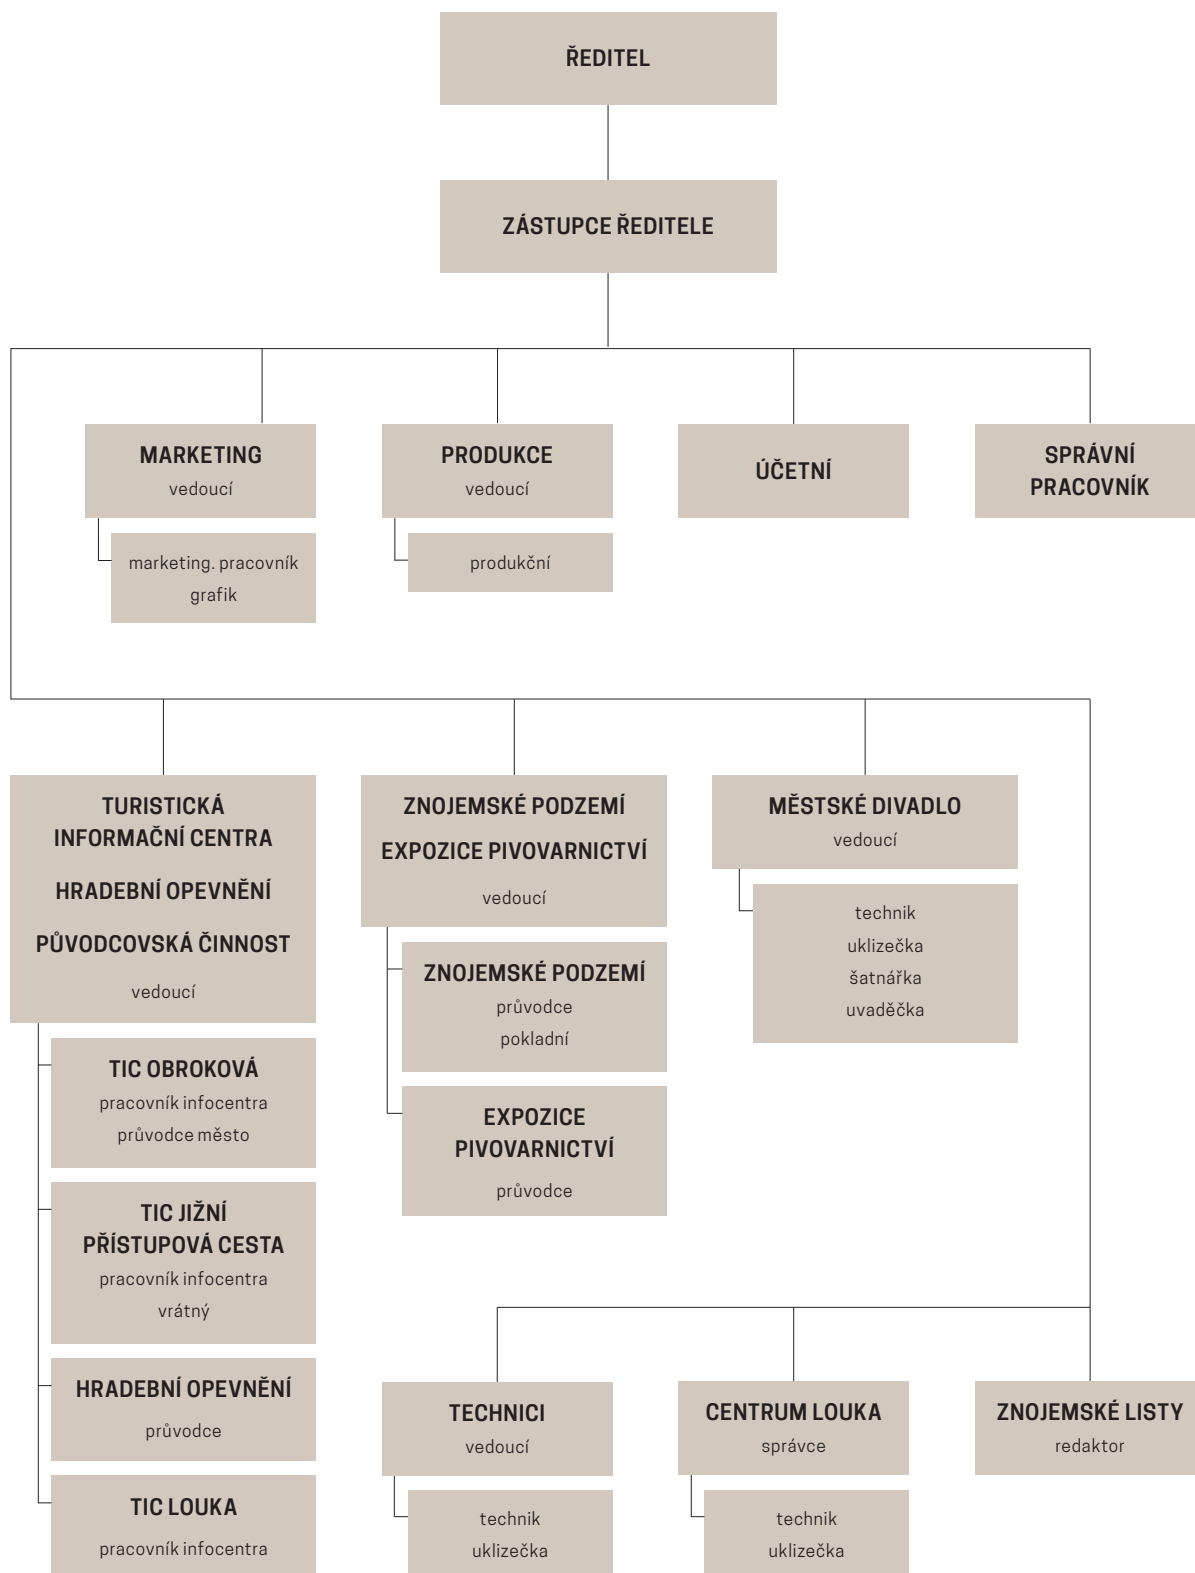 ŘEDITEL
ZÁSTUPCE ŘEDITELE
MARKETING
vedoucí
marketing. pracovník
grafik
PRODUKCE
vedoucí
produkční
ÚČETNÍ
SPRÁVNÍ
PRACOVNÍK
TURISTICKÁ
INFORMAČNÍ CENTRA
HRADEBNÍ OPEVNĚNÍ
PŮVODCOVSKÁ ČINNOST
vedoucí
TIC OBROKOVÁ
pracovník infocentra
průvodce město
TIC JIŽNÍ
PŘÍSTUPOVÁ CESTA
pracovník infocentra
vrátný
HRADEBNÍ OPEVNĚNÍ
průvodce
TIC LOUKA
pracovník infocentra
ZNOJEMSKÉ PODZEMÍ
EXPOZICE PIVOVARNICTVÍ
vedoucí
ZNOJEMSKÉ PODZEMÍ
průvodce
pokladní
EXPOZICE
PIVOVARNICTVÍ
průvodce
MĚSTSKÉ DIVADLO
vedoucí
technik
uklizečka
šatnářka
uvaděčka
TECHNICI
vedoucí
technik
uklizečka
CENTRUM LOUKA
správce
technik
uklizečka
ZNOJEMSKÉ LISTY
redaktor